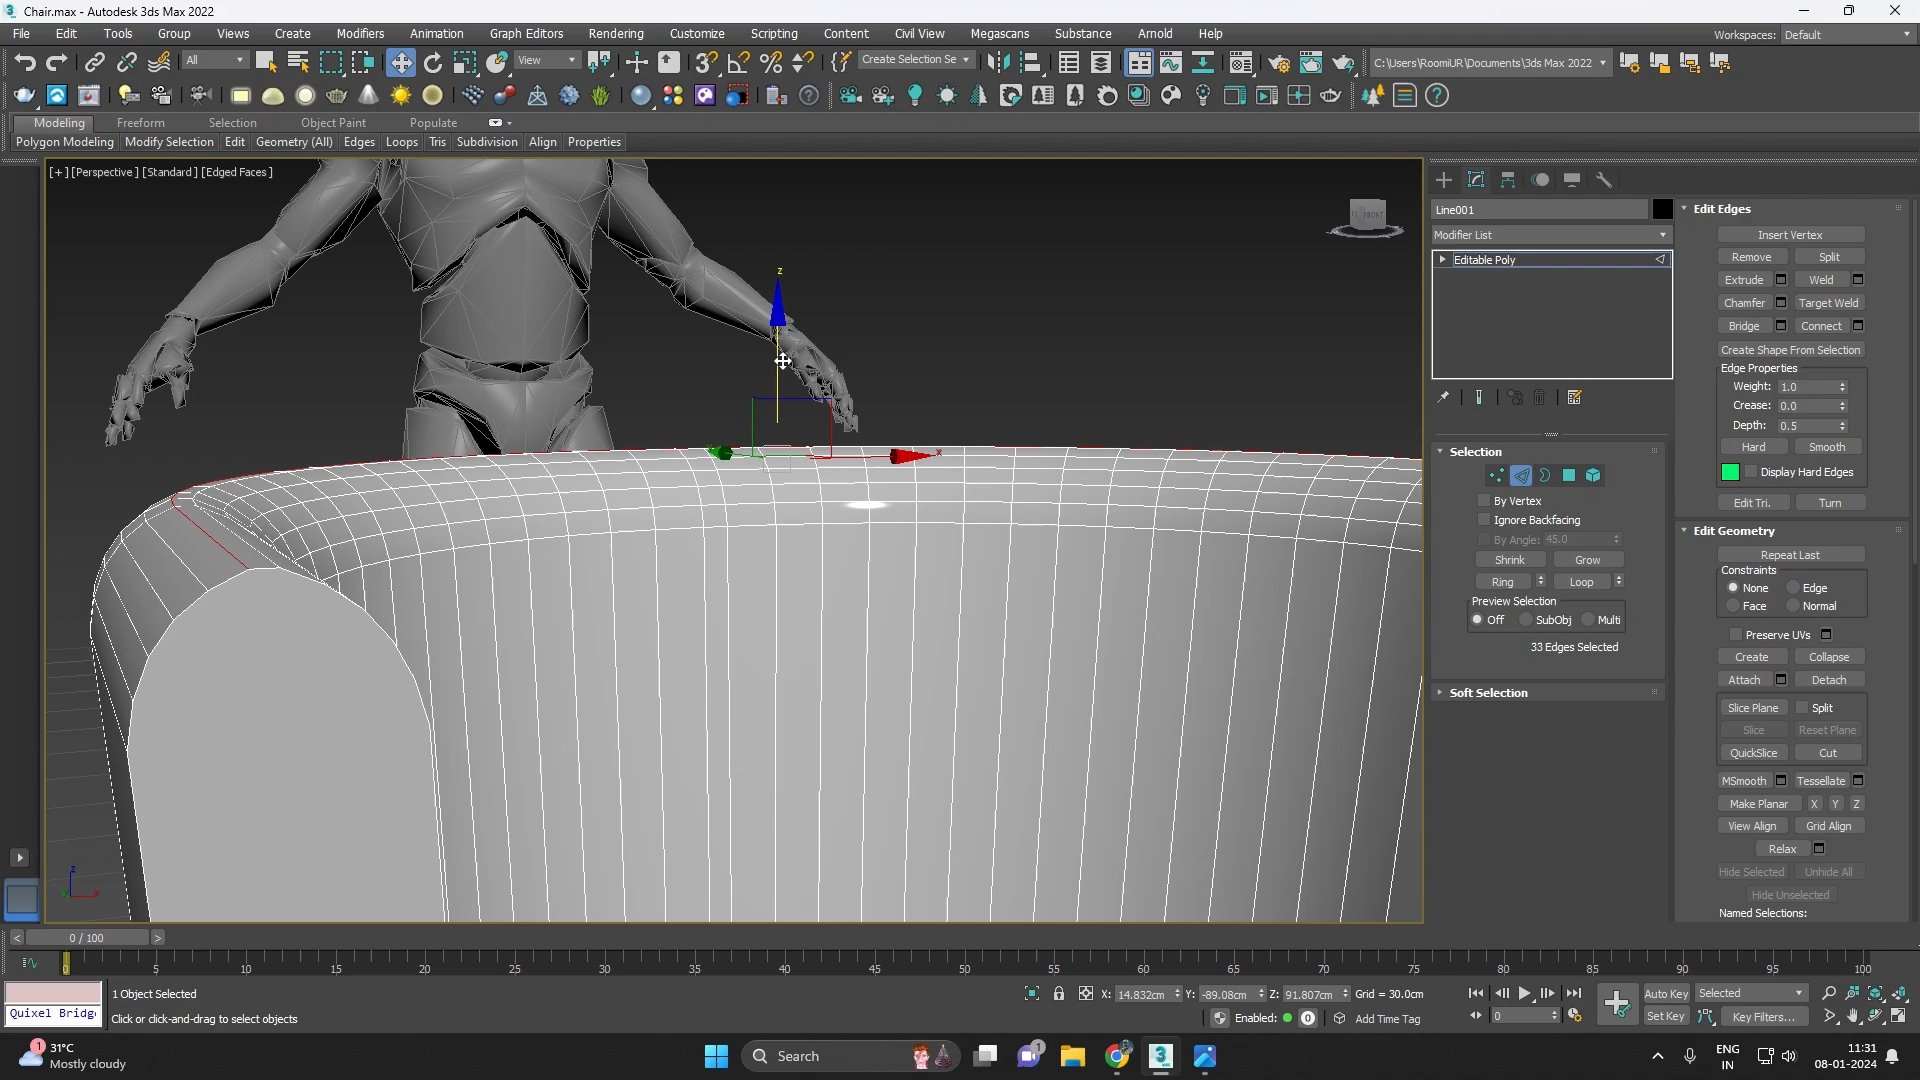 Chair.max - Autodesk 3ds Max 2022
File Edit Tools Group Views Create Modifiers Animation Graph Editors Rendering Customize Scripting Content Civil View Megascans Substance Arnold Help
Workspaces: Default
All View Create Selection Se C:\Users\RoomiUR\Documents\3ds Max 2022
Modeling Freeform Selection Object Paint Populate
Polygon Modeling Modify Selection Edit Geometry (All) Edges Loops Tris Subdivision Align Properties
[+] [Perspective] [Standard] [Edged Faces]
FRONT
z
x
z
x
Line001
Modifier List
Editable Poly
Selection
By Vertex
Ignore Backfacing
By Angle: 45.0
Shrink Grow
Ring Loop
Preview Selection
Off SubObj Multi
33 Edges Selected
Soft Selection
Edit Edges
Insert Vertex
Remove Split
Extrude Weld
Chamfer Target Weld
Bridge Connect
Create Shape From Selection
Edge Properties
Weight: 1.0
Crease: 0.0
Depth: 0.5
Hard Smooth
Display Hard Edges
Edit Tri. Turn
Edit Geometry
Repeat Last
Constraints
None Edge
Face Normal
Preserve UVs
Create Collapse
Attach Detach
Slice Plane Split
Slice Reset Plane
QuickSlice Cut
MSmooth Tessellate
Make Planar X Y Z
View Align Grid Align
Relax
Hide Selected Unhide All
Hide Unselected
Named Selections:
< 0 / 100 >
0 5 10 15 20 25 30 35 40 45 50 55 60 65 70 75 80 85 90 95 100
1 Object Selected
Click or click-and-drag to select objects
Quixel Bridg
X: 14.832cm Y: -89.08cm Z: 91.807cm Grid = 30.0cm
Enabled: 0 Add Time Tag
0
Auto Key Selected
Set Key Key Filters...
1
31°C
Mostly cloudy
Search
1
ENG
IN
11:31
08-01-2024